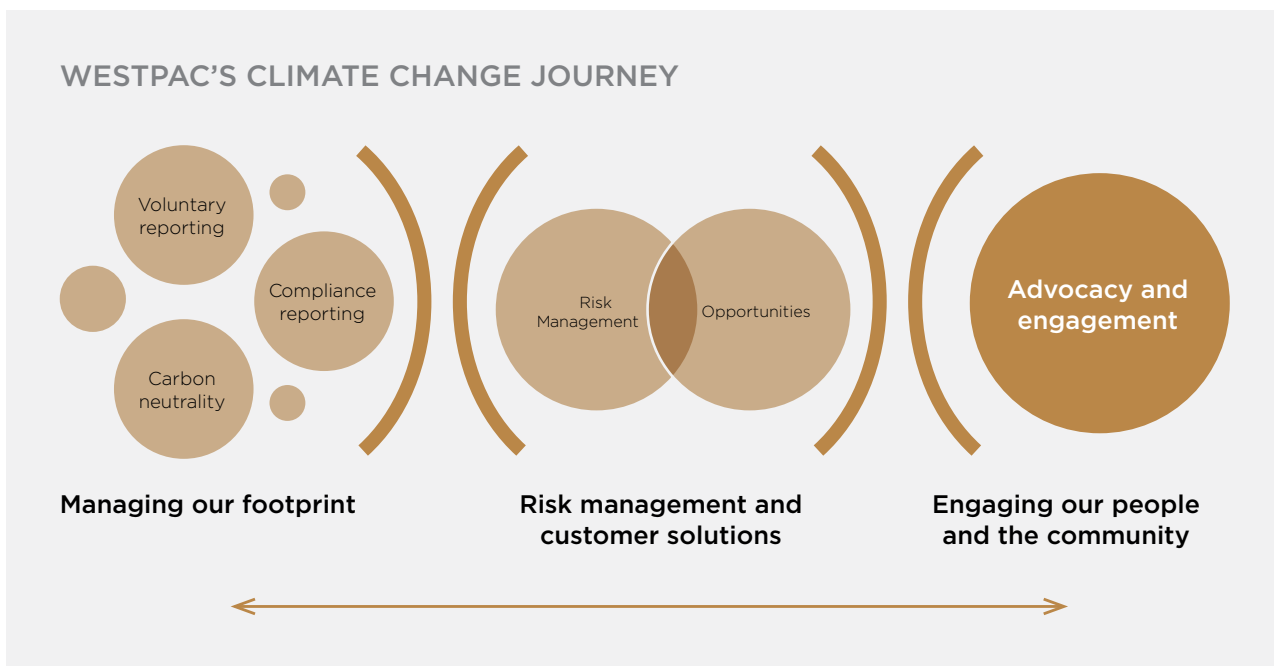 WESTPAC’S CLIMATE CHANGE JOURNEY
Voluntary
reporting
Compliance
reporting
Carbon
neutrality
Managing our footprint
Risk
Management
Opportunities
Risk management and
customer solutions
Advocacy and
engagement
Engaging our people
and the community